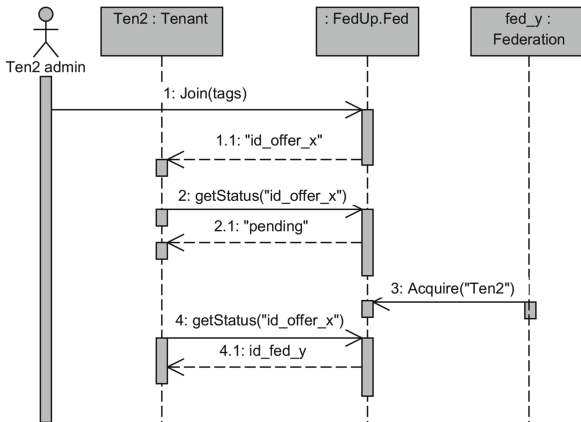 Ten2 : Tenant
: FedUp.Fed
fed_y :
Federation
Ten2 admin
1: Join(tags)
1.1: "id_offer_x"
2: getStatus("id_offer_x")
2.1: "pending"
3: Acquire("Ten2")
4: getStatus("id_offer_x")
4.1: id_fed_y